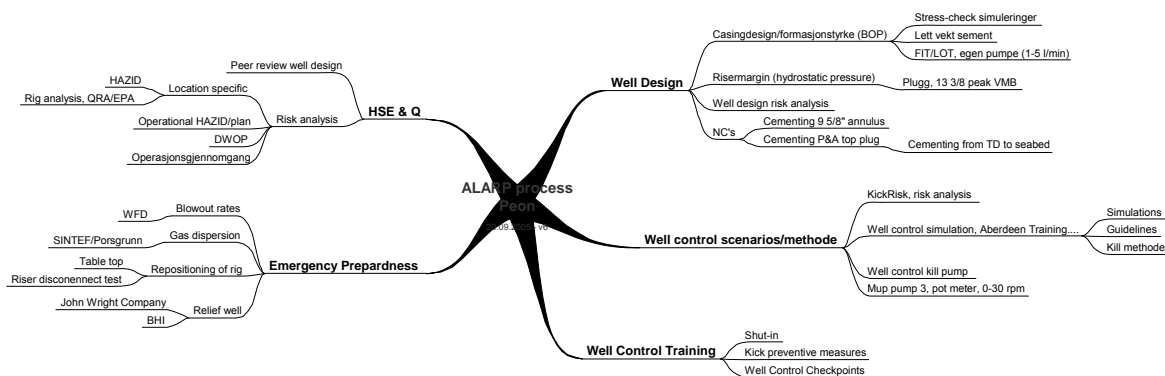 ALARP process
Peon
HSE & Q
Peer review well design
Risk analysis
Location specific
HAZID
Rig analysis, QRA/EPA
Operational HAZID/plan
DWOP
Operasjonsgjennomgang
Emergency Prepardness
Blowout rates
WFD
Gas dispersion
SINTEF/Porsgrunn
Repositioning of rig
Table top
Riser disconennect test
Relief well
John Wright Company
BHI
Well Design
Casingdesign/formasjonstyrke (BOP)
Stress-check simuleringer
Lett vekt sement
FIT/LOT, egen pumpe (1-5 l/min)
Risermargin (hydrostatic pressure)
Plugg, 13 3/8 peak VMB
Well design risk analysis
NC's
Cementing 9 5/8" annulus
Cementing P&A top plug
Cementing from TD to seabed
Well control scenarios/methode
KickRisk, risk analysis
Well control simulation, Aberdeen Training....
Simulations
Guidelines
Kill methode
Well control kill pump
Mup pump 3, pot meter, 0-30 rpm
Well Control Training
Shut-in
Kick preventive measures
Well Control Checkpoints